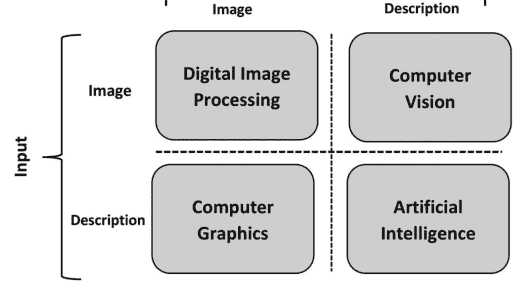 Image Description
Image
Digital Image
Processing
Computer
Vision
Input
Description
Computer
Graphics
Artificial
Intelligence